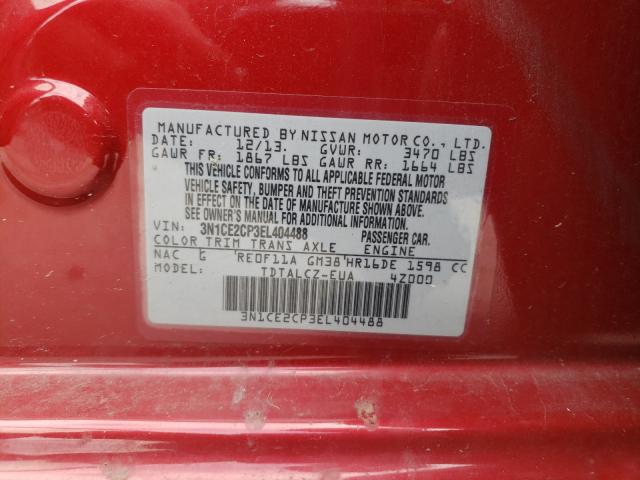 MANUFACTURED BY NISSAN MOTOR CO., LTD.
DATE: 12/13. GVWR: 3470 LBS
GAWR FR: 1867 LBS GAWR RR: 1664 LBS
THIS VEHICLE CONFORMS TO ALL APPLICABLE FEDERAL MOTOR
VEHICLE SAFETY, BUMPER AND THEFT PREVENTION STANDARDS
IN EFFECT ON THE DATE OF MANUFACTURE SHOWN ABOVE.
SEE OWNER'S MANUAL FOR ADDITIONAL INFORMATION.
VIN: 3N1CE2CP3EL404488 PASSENGER CAR.
COLOR TRIM TRANS AXLE ENGINE
NAC G RE0F11A GM38 HR16DE 1598 CC
MODEL: TDTALCZ-EUA 4Z000
3N1CE2CP3EL404488